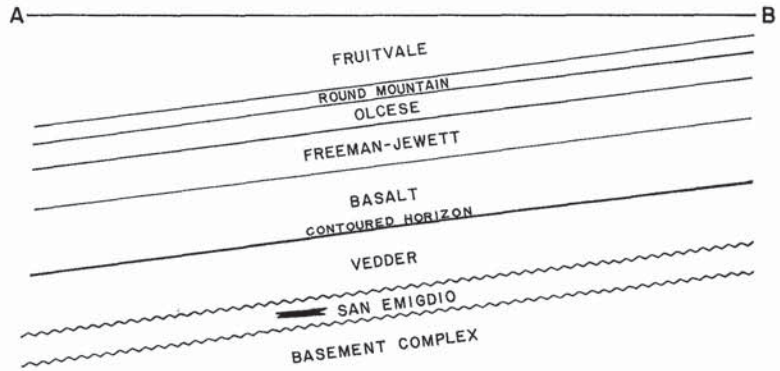 A B
FRUITVALE
ROUND MOUNTAIN
OLCESE
FREEMAN-JEWETT
BASALT
CONTOURED HORIZON
VEDDER
SAN EMIGDIO
BASEMENT COMPLEX